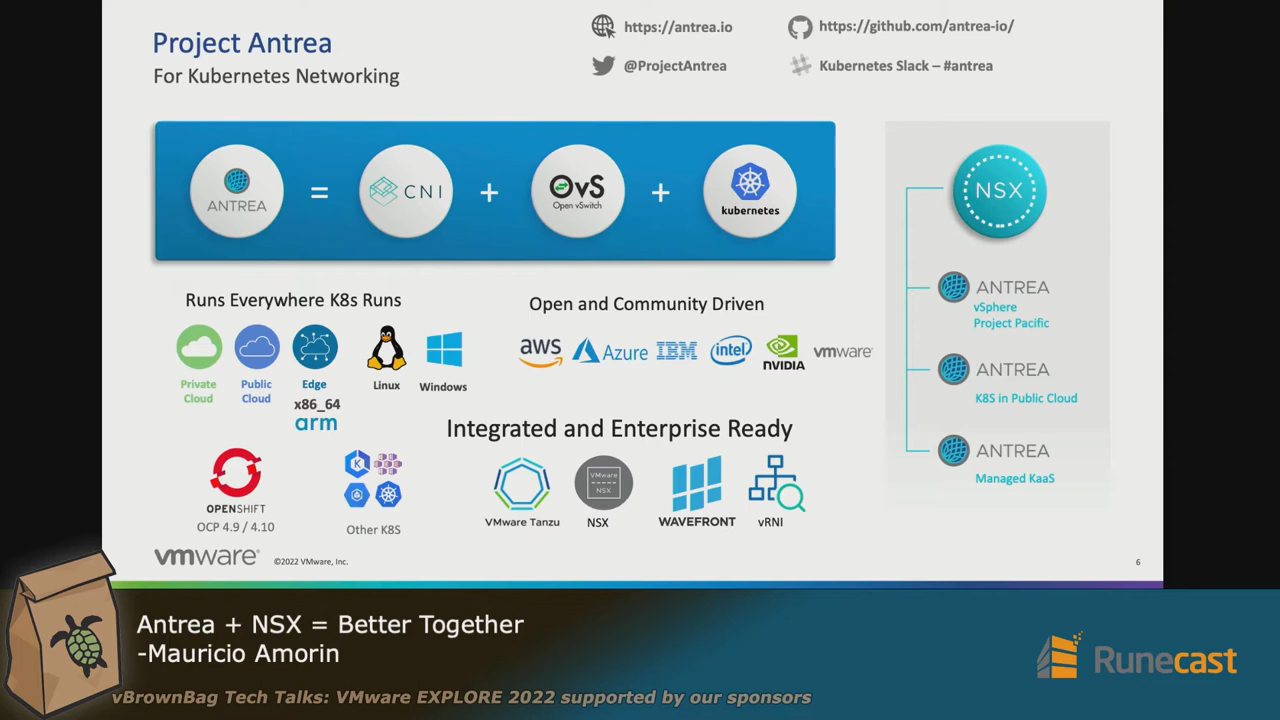 Project Antrea
For Kubernetes Networking
https://antrea.io
https://github.com/antrea-io/
@ProjectAntrea
Kubernetes Slack – #antrea
ANTREA
=
CNI
+
OvS
Open vSwitch
+
kubernetes
NSX
ANTREA
vSphere
Project Pacific
ANTREA
K8S in Public Cloud
ANTREA
Managed KaaS
Runs Everywhere K8s Runs
Private
Cloud
Public
Cloud
Edge
x86_64
arm
Linux
Windows
OPENSHIFT
OCP 4.9 / 4.10
Other K8S
Open and Community Driven
aws
Azure
IBM
intel
NVIDIA
vmware
Integrated and Enterprise Ready
VMware Tanzu
VMware
NSX
NSX
WAVEFRONT
vRNI
vmware®
©2022 VMware, Inc.
6
Antrea + NSX = Better Together
-Mauricio Amorin
Runecast
vBrownBag Tech Talks: VMware EXPLORE 2022 supported by our sponsors